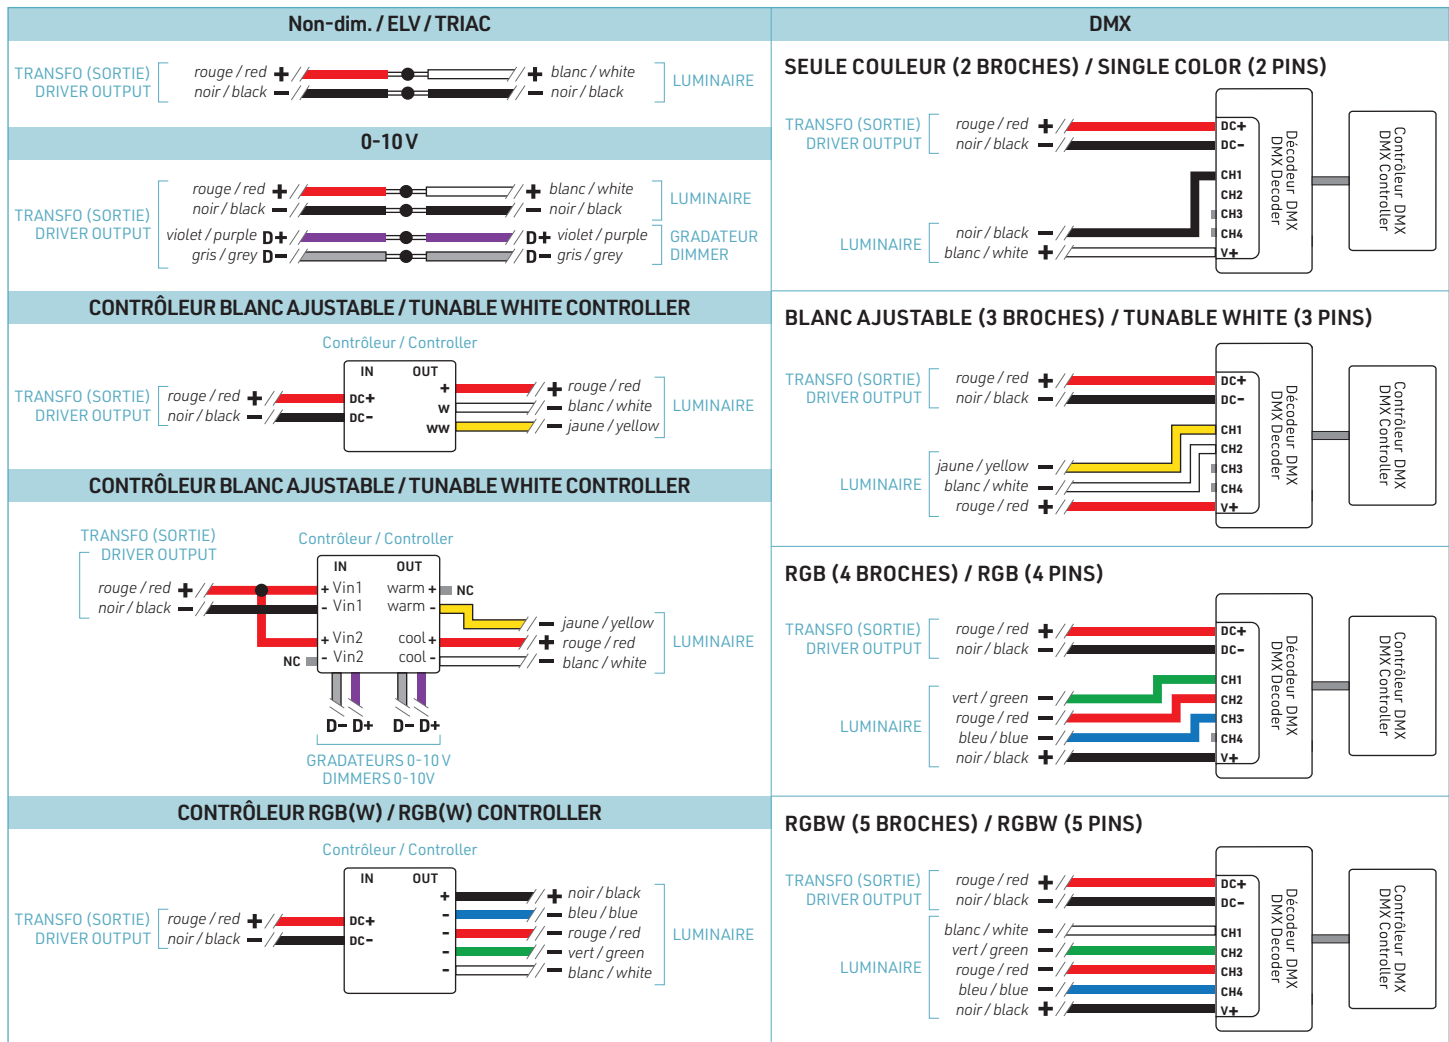 Non-dim. / ELV / TRIAC
TRANSFO (SORTIE)
DRIVER OUTPUT
rouge / red +
noir / black −
+ blanc / white
− noir / black
LUMINAIRE
0-10 V
TRANSFO (SORTIE)
DRIVER OUTPUT
rouge / red +
noir / black −
violet / purple D+
gris / grey D−
+ blanc / white
− noir / black
D+ violet / purple
D− gris / grey
LUMINAIRE
GRADATEUR
DIMMER
CONTRÔLEUR BLANC AJUSTABLE / TUNABLE WHITE CONTROLLER
Contrôleur / Controller
TRANSFO (SORTIE)
DRIVER OUTPUT
rouge / red +
noir / black −
IN OUT
DC+
DC−
+
W
WW
+ rouge / red
− blanc / white
− jaune / yellow
LUMINAIRE
CONTRÔLEUR BLANC AJUSTABLE / TUNABLE WHITE CONTROLLER
TRANSFO (SORTIE)
DRIVER OUTPUT
Contrôleur / Controller
rouge / red +
noir / black −
IN OUT
+ Vin1 warm + NC
- Vin1 warm -
+ Vin2 cool +
NC - Vin2 cool -
− jaune / yellow
+ rouge / red
− blanc / white
LUMINAIRE
D− D+ D− D+
GRADATEURS 0-10 V
DIMMERS 0-10V
CONTRÔLEUR RGB(W) / RGB(W) CONTROLLER
Contrôleur / Controller
TRANSFO (SORTIE)
DRIVER OUTPUT
rouge / red +
noir / black −
IN OUT
DC+
DC−
+
-
-
-
-
+ noir / black
− bleu / blue
− rouge / red
− vert / green
− blanc / white
LUMINAIRE
DMX
SEULE COULEUR (2 BROCHES) / SINGLE COLOR (2 PINS)
TRANSFO (SORTIE)
DRIVER OUTPUT
rouge / red +
noir / black −
LUMINAIRE
noir / black −
blanc / white +
DC+
DC−
CH1
CH2
CH3
CH4
V+
Décodeur DMX
DMX Decoder
Contrôleur DMX
DMX Controller
BLANC AJUSTABLE (3 BROCHES) / TUNABLE WHITE (3 PINS)
TRANSFO (SORTIE)
DRIVER OUTPUT
rouge / red +
noir / black −
LUMINAIRE
jaune / yellow −
blanc / white −
rouge / red +
DC+
DC−
CH1
CH2
CH3
CH4
V+
Décodeur DMX
DMX Decoder
Contrôleur DMX
DMX Controller
RGB (4 BROCHES) / RGB (4 PINS)
TRANSFO (SORTIE)
DRIVER OUTPUT
rouge / red +
noir / black −
LUMINAIRE
vert / green −
rouge / red −
bleu / blue −
noir / black +
DC+
DC−
CH1
CH2
CH3
CH4
V+
Décodeur DMX
DMX Decoder
Contrôleur DMX
DMX Controller
RGBW (5 BROCHES) / RGBW (5 PINS)
TRANSFO (SORTIE)
DRIVER OUTPUT
rouge / red +
noir / black −
LUMINAIRE
blanc / white −
vert / green −
rouge / red −
bleu / blue −
noir / black +
DC+
DC−
CH1
CH2
CH3
CH4
V+
Décodeur DMX
DMX Decoder
Contrôleur DMX
DMX Controller